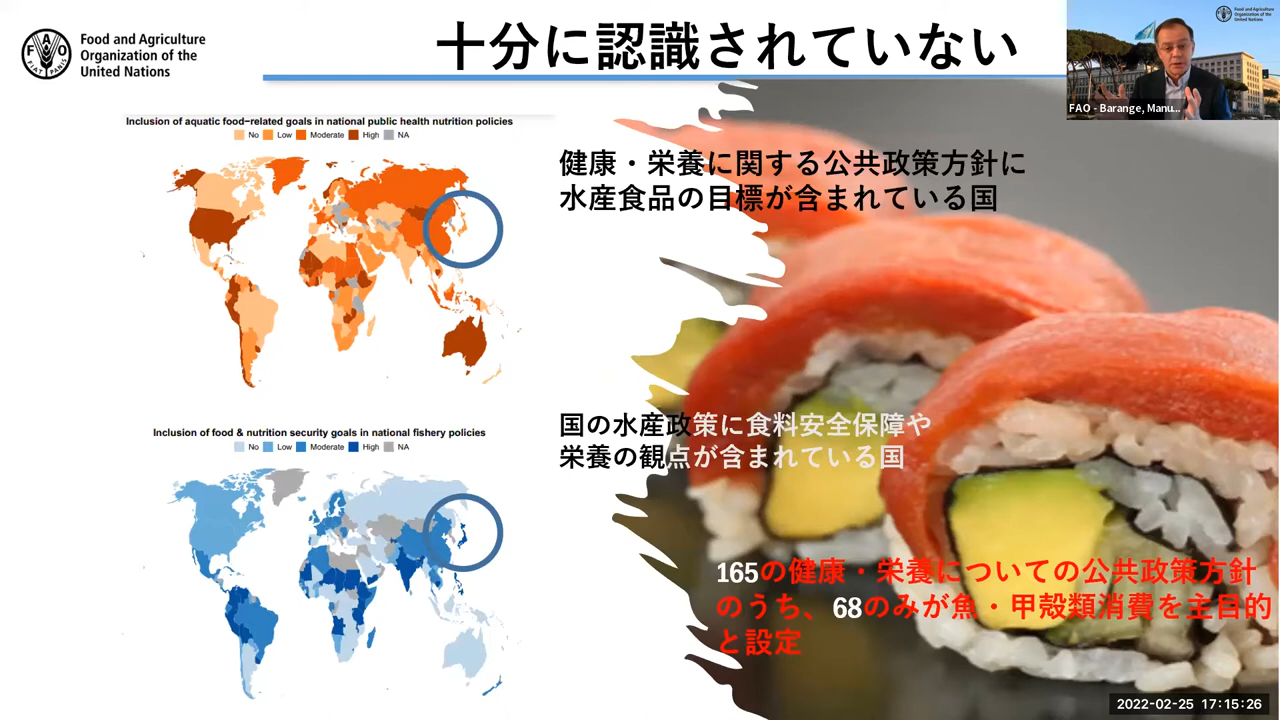 Food and Agriculture
Organization of the
United Nations
十分に認識されていない
Food and Agriculture
Organization of the
United Nations
FAO - Barange, Manu...
Inclusion of aquatic food-related goals in national public health nutrition policies
No Low Moderate High NA
健康・栄養に関する公共政策方針に
水産食品の目標が含まれている国
Inclusion of food & nutrition security goals in national fishery policies
No Low Moderate High NA
国の水産政策に食料安全保障や
栄養の観点が含まれている国
165の健康・栄養についての公共政策方針
のうち、68のみが魚・甲殻類消費を主目的
と設定
2022-02-25 17:15:26